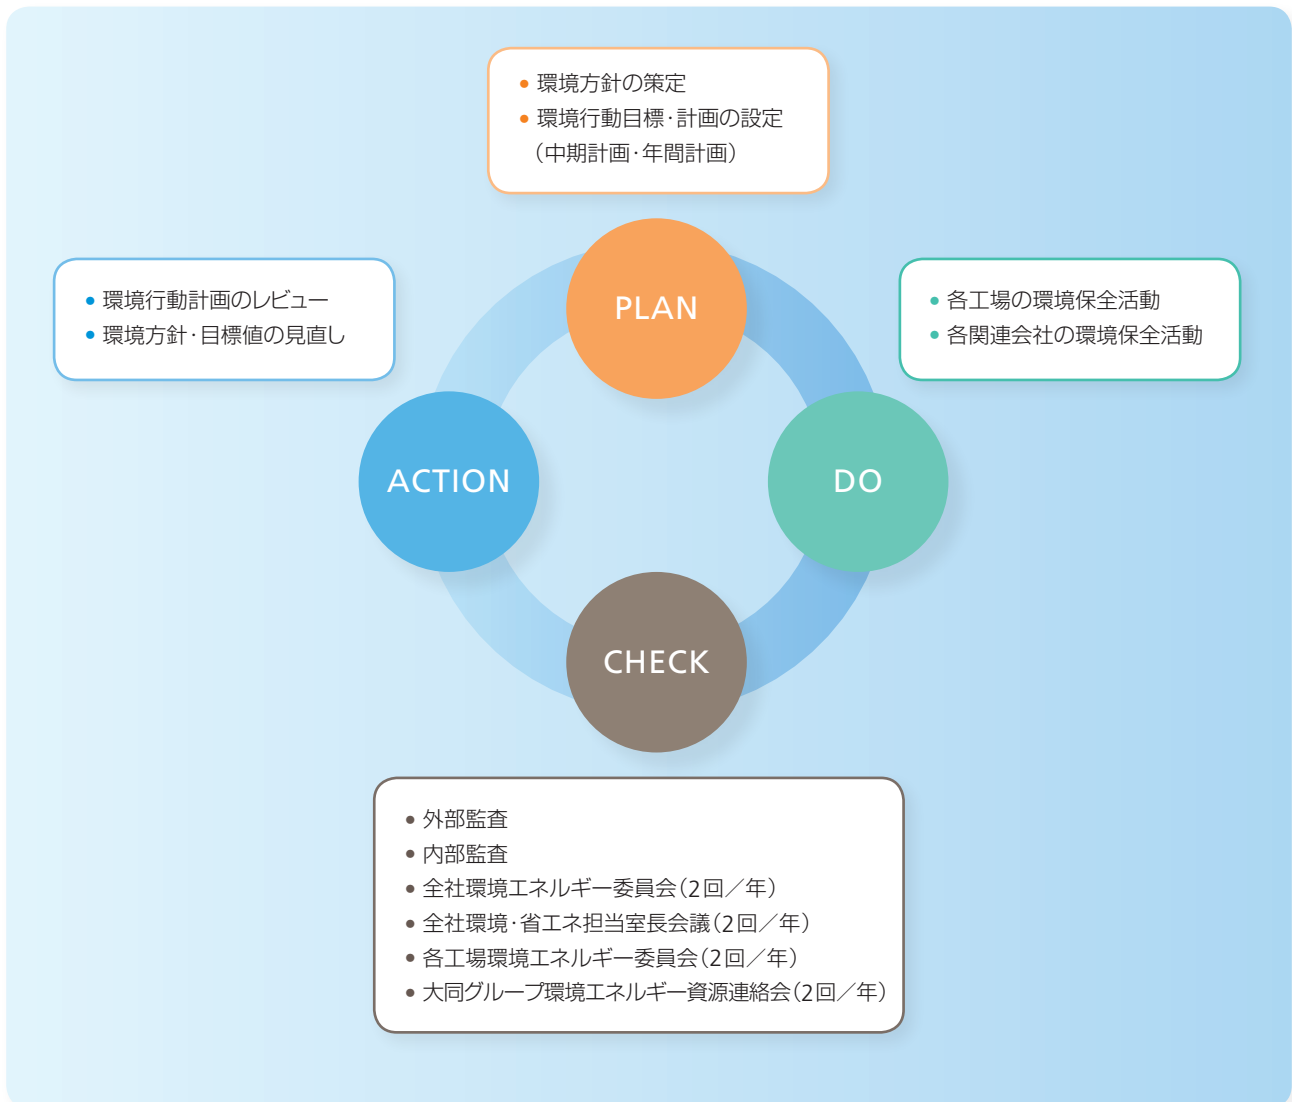 環境方針の策定
環境行動目標・計画の設定
（中期計画・年間計画）
PLAN
各工場の環境保全活動
各関連会社の環境保全活動
DO
CHECK
外部監査
内部監査
全社環境エネルギー委員会（2回／年）
全社環境・省エネ担当室長会議（2回／年）
各工場環境エネルギー委員会（2回／年）
大同グループ環境エネルギー資源連絡会（2回／年）
環境行動計画のレビュー
環境方針・目標値の見直し
ACTION